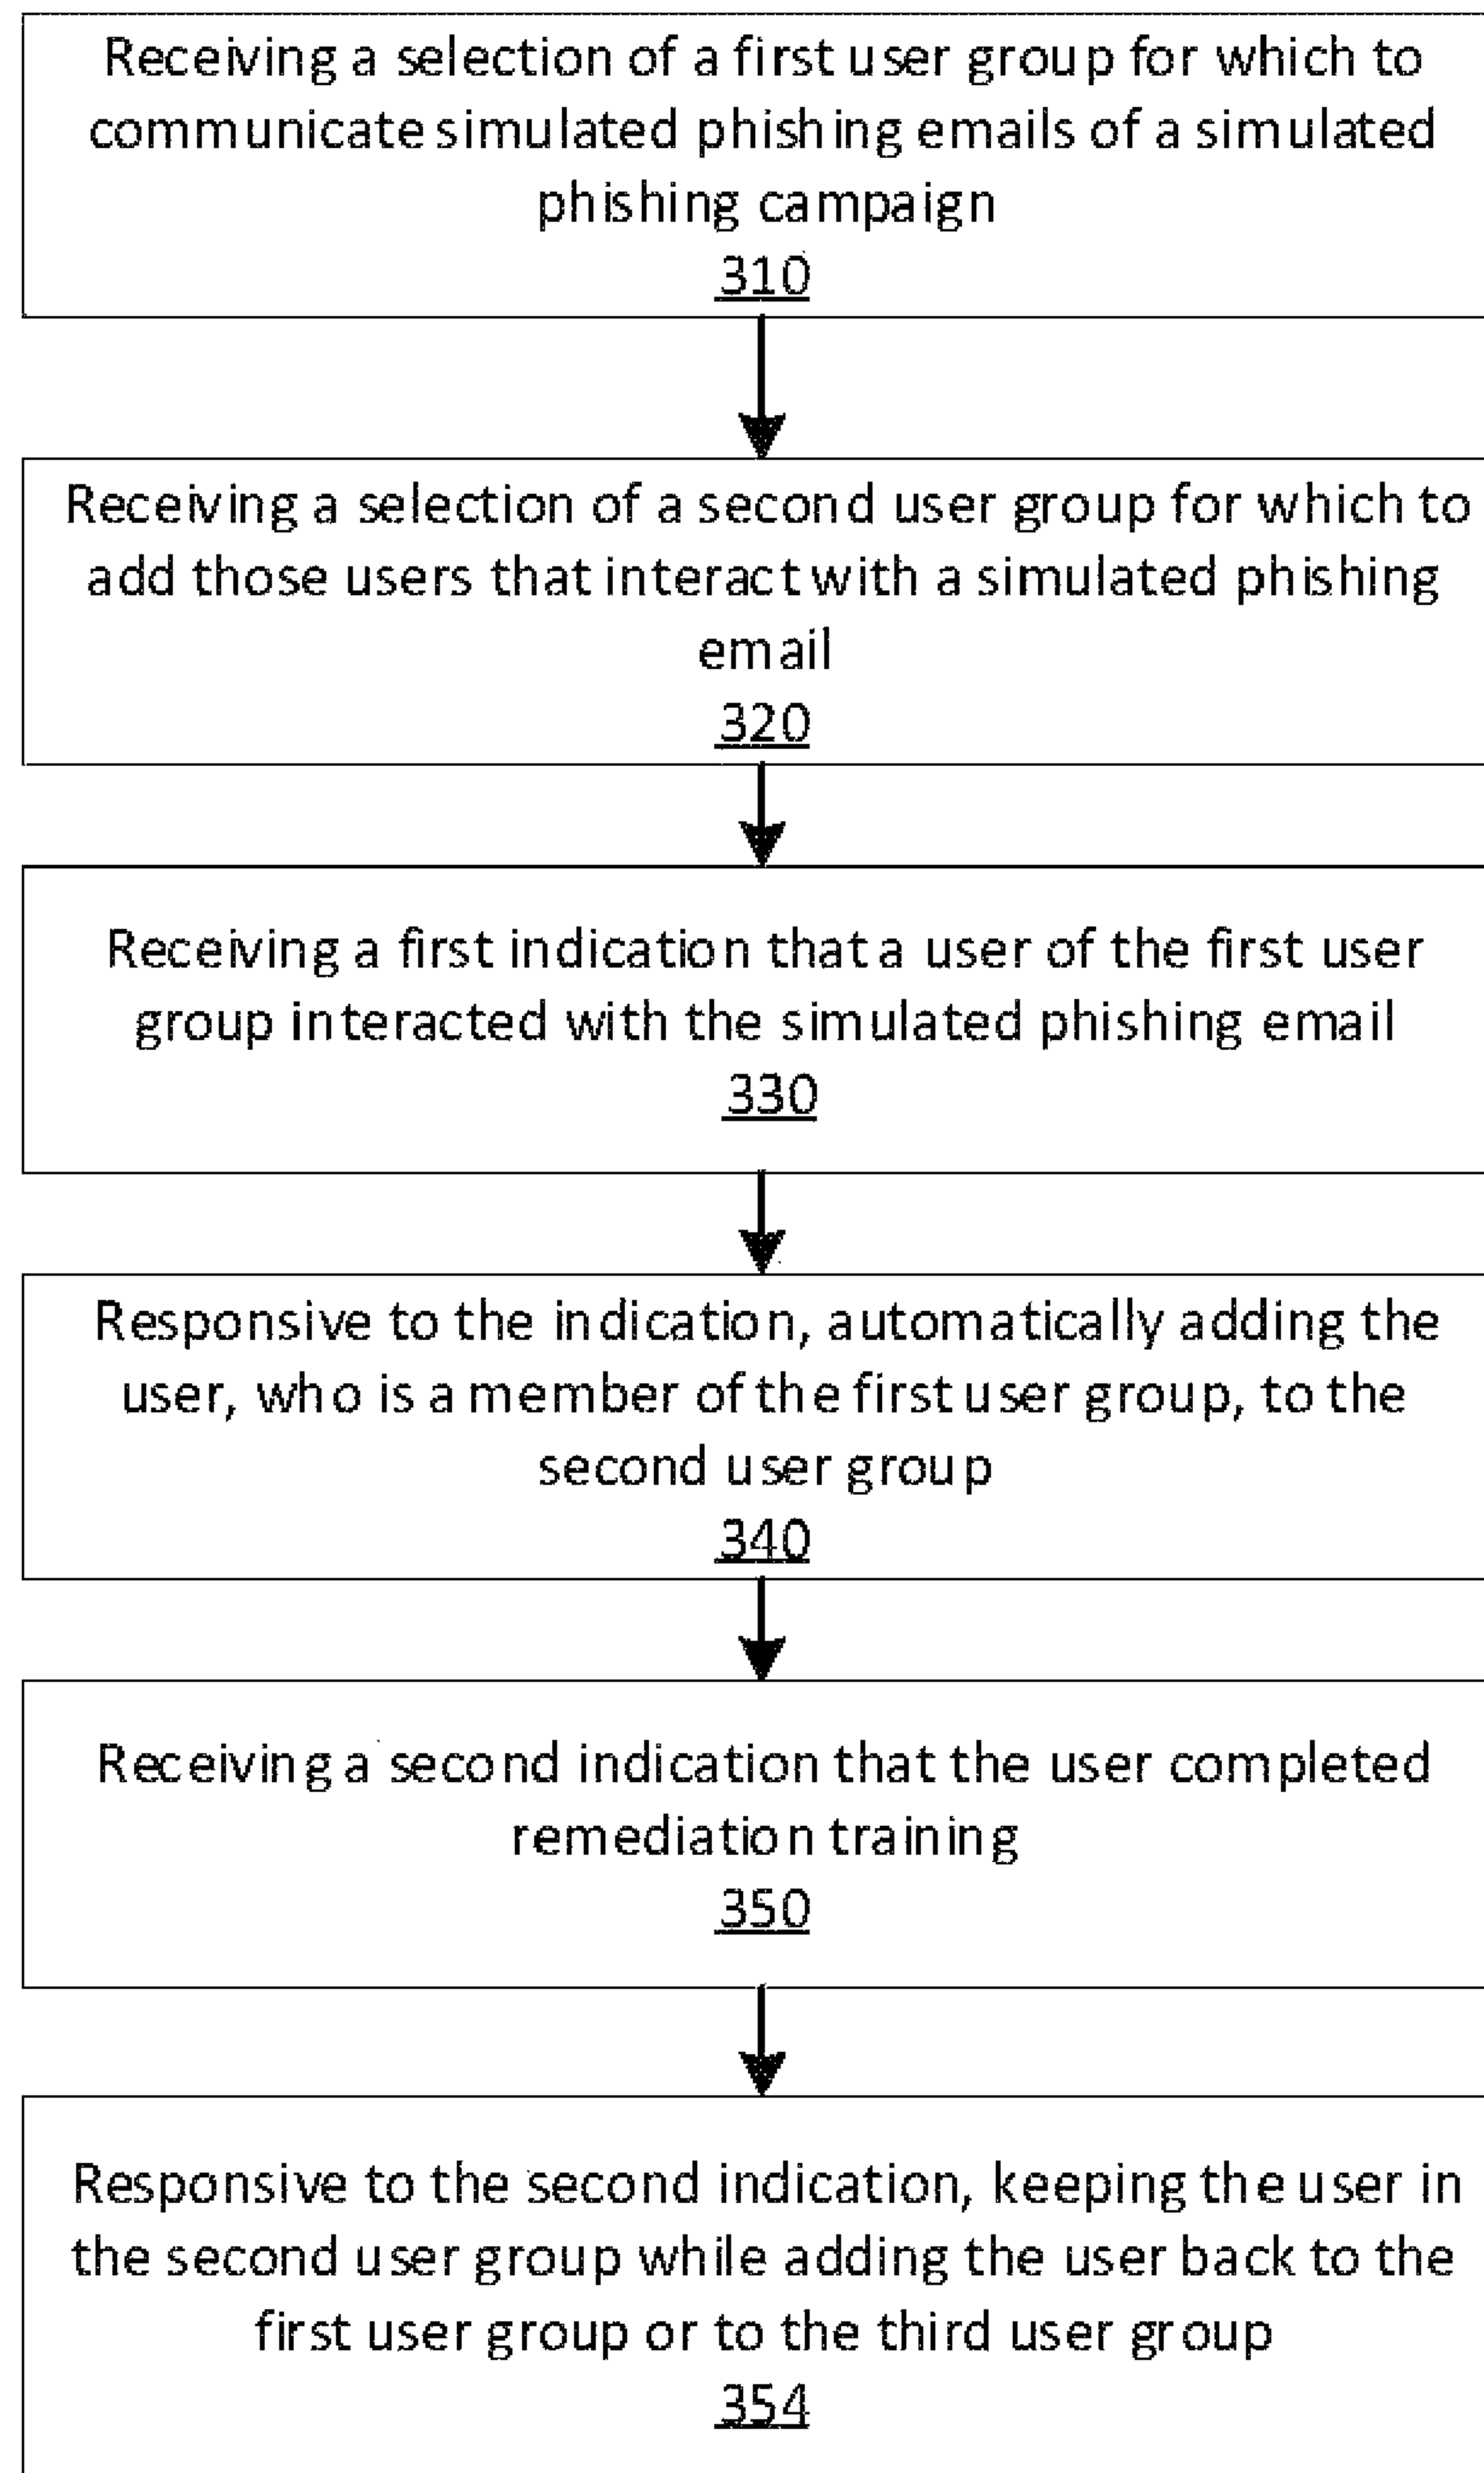 Receiving a selection of a first user group for which to
communicate simulated phishing emails of a simulated
phishing campaign
310
Receiving a selection of a second user group for which to
add those users that interact with a simulated phishing
email
320
Receiving a first indication that a user of the first user
group interacted with the simulated phishing email
330
Responsive to the indication, automatically adding the
user, who is a member of the first user group, to the
second user group
340
Receiving a second indication that the user completed
remediation training
350
Responsive to the second indication, keeping the user in
the second user group while adding the user back to the
first user group or to the third user group
354